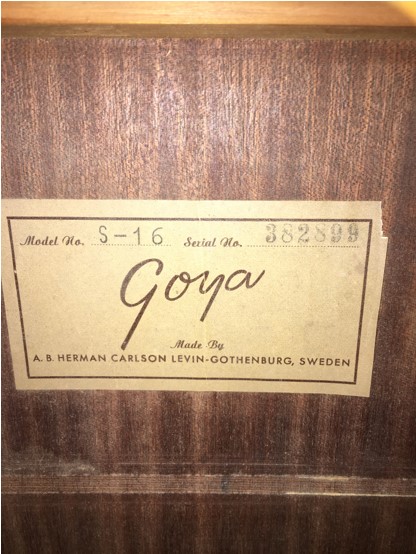 Model No. S-16 Serial No. 382899
Goya
Made By
A. B. HERMAN CARLSON LEVIN-GOTHENBURG, SWEDEN